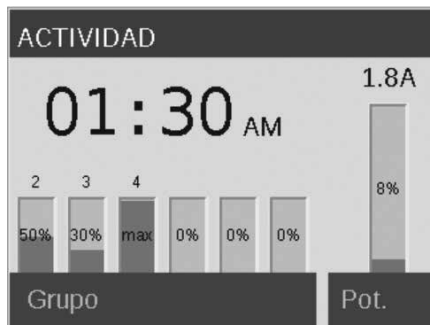 ACTIVIDAD
01:30 AM
1.8A
2 3 4
50% 30% max 0% 0% 0%
8%
Grupo
Pot.